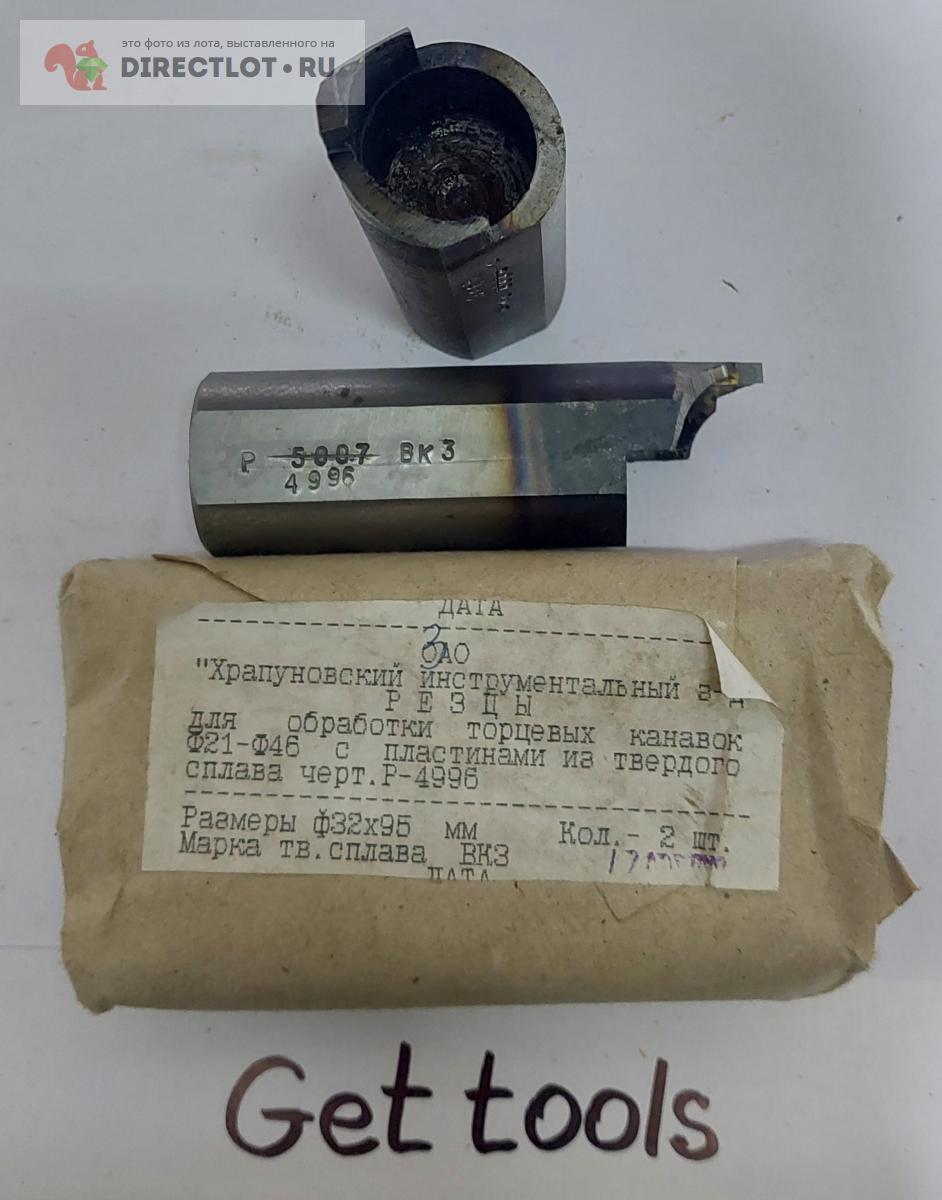 это фото из лота, выставленного на
DIRECTLOT.RU
Р 5007 ВК3
4996
ДАТА
3
ОАО
"Храпуновский инструментальный з-д
РЕЗЦЫ
для обработки торцевых канавок
Ф21-Ф46 с пластинами из твердого
сплава черт.Р-4996
Размеры ф32х95 мм Кол.- 2 шт.
Марка тв.сплава ВК3
17
ДАТА
Get tools